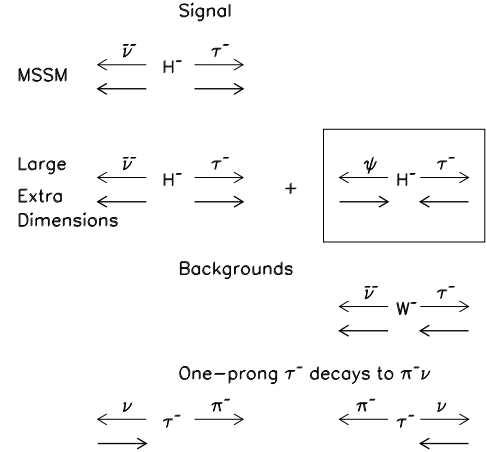 Signal
ν̄⁻ H⁻ τ⁻
MSSM
Large Extra Dimensions
ν̄⁻ H⁻ τ⁻ + ψ H⁻ τ⁻
Backgrounds
ν̄⁻ W⁻ τ⁻
One-prong τ⁻ decays to π⁻ν
ν τ⁻ π⁻ π⁻ τ⁻ ν